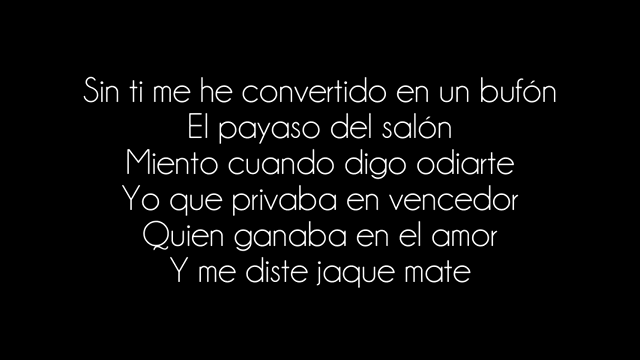 Sin ti me he convertido en un bufón
El payaso del salón
Miento cuando digo odiarte
Yo que privaba en vencedor
Quien ganaba en el amor
Y me diste jaque mate